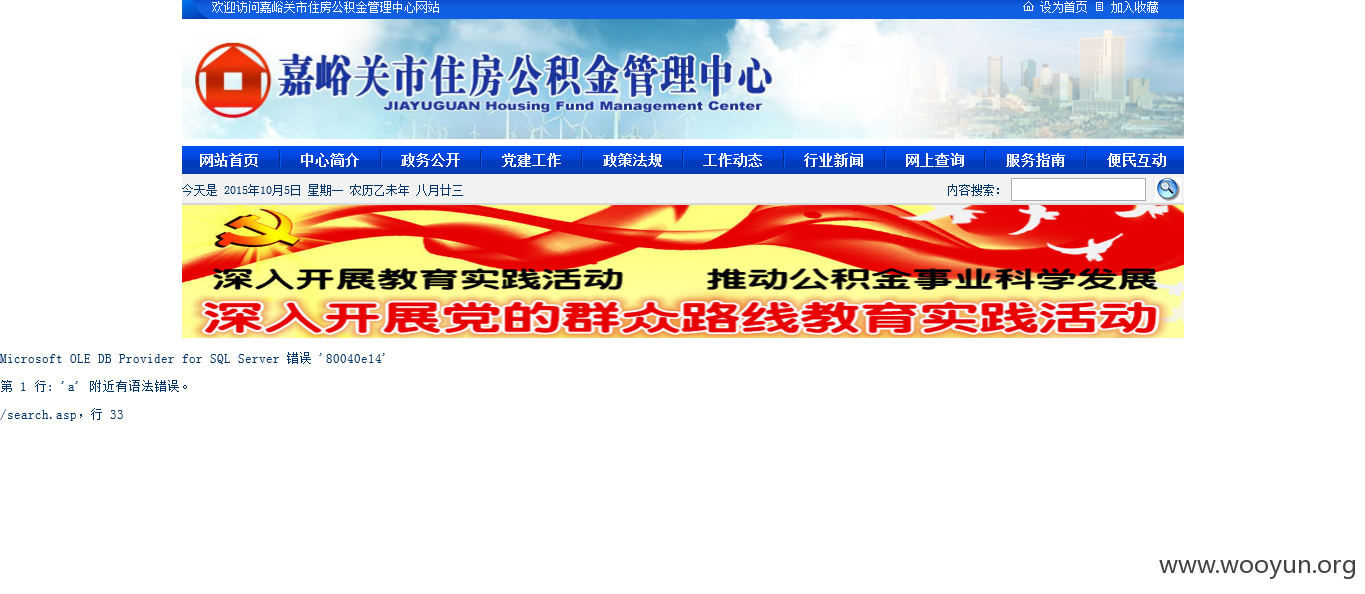 欢迎访问嘉峪关市住房公积金管理中心网站 设为首页 加入收藏
嘉峪关市住房公积金管理中心
JIAYUGUAN Housing Fund Management Center
网站首页 中心简介 政务公开 党建工作 政策法规 工作动态 行业新闻 网上查询 服务指南 便民互动
今天是 2015年10月5日 星期一 农历乙未年 八月廿三 内容搜索：
深入开展教育实践活动 推动公积金事业科学发展
深入开展党的群众路线教育实践活动
Microsoft OLE DB Provider for SQL Server 错误 '80040e14'
第 1 行: 'a' 附近有语法错误。
/search.asp，行 33
www.wooyun.org